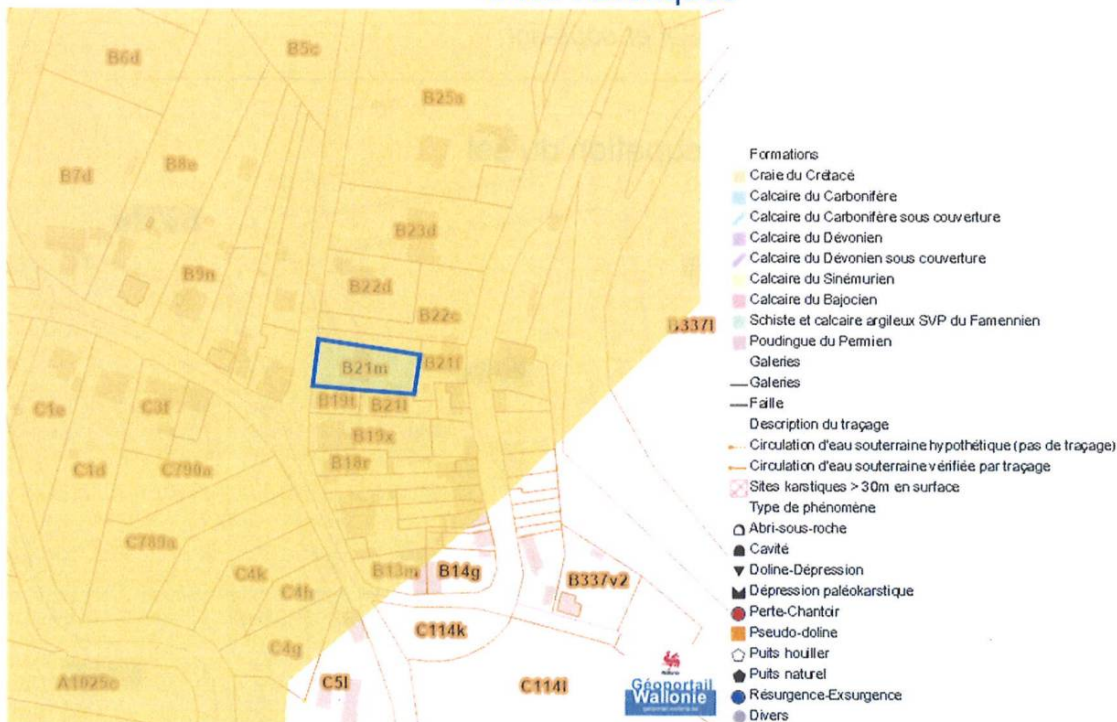 B6d
B5c
B25a
B7d
B8e
B23d
B9n
B22d
B22e
B337l
B21m
B21f
B19t
B21l
C1e
C3f
B19x
C1d
C790a
B18r
C789a
C4k
B13m
B14g
B337v2
C4h
C114k
C4g
A1025c
C5l
C114l
Géoportail
Wallonie
Formations
Craie du Crétacé
Calcaire du Carbonifère
Calcaire du Carbonifère sous couverture
Calcaire du Dévonien
Calcaire du Dévonien sous couverture
Calcaire du Sinémurien
Calcaire du Bajocien
Schiste et calcaire argileux SVP du Famennien
Poudingue du Permien
Galeries
Galeries
Faille
Description du traçage
Circulation d'eau souterraine hypothétique (pas de traçage)
Circulation d'eau souterraine vérifiée par traçage
Sites karstiques > 30m en surface
Type de phénomène
Abri-sous-roche
Cavité
Doline-Dépression
Dépression paléokarstique
Perte-Chantoir
Pseudo-doline
Puits houiller
Puits naturel
Résurgence-Exsurgence
Divers